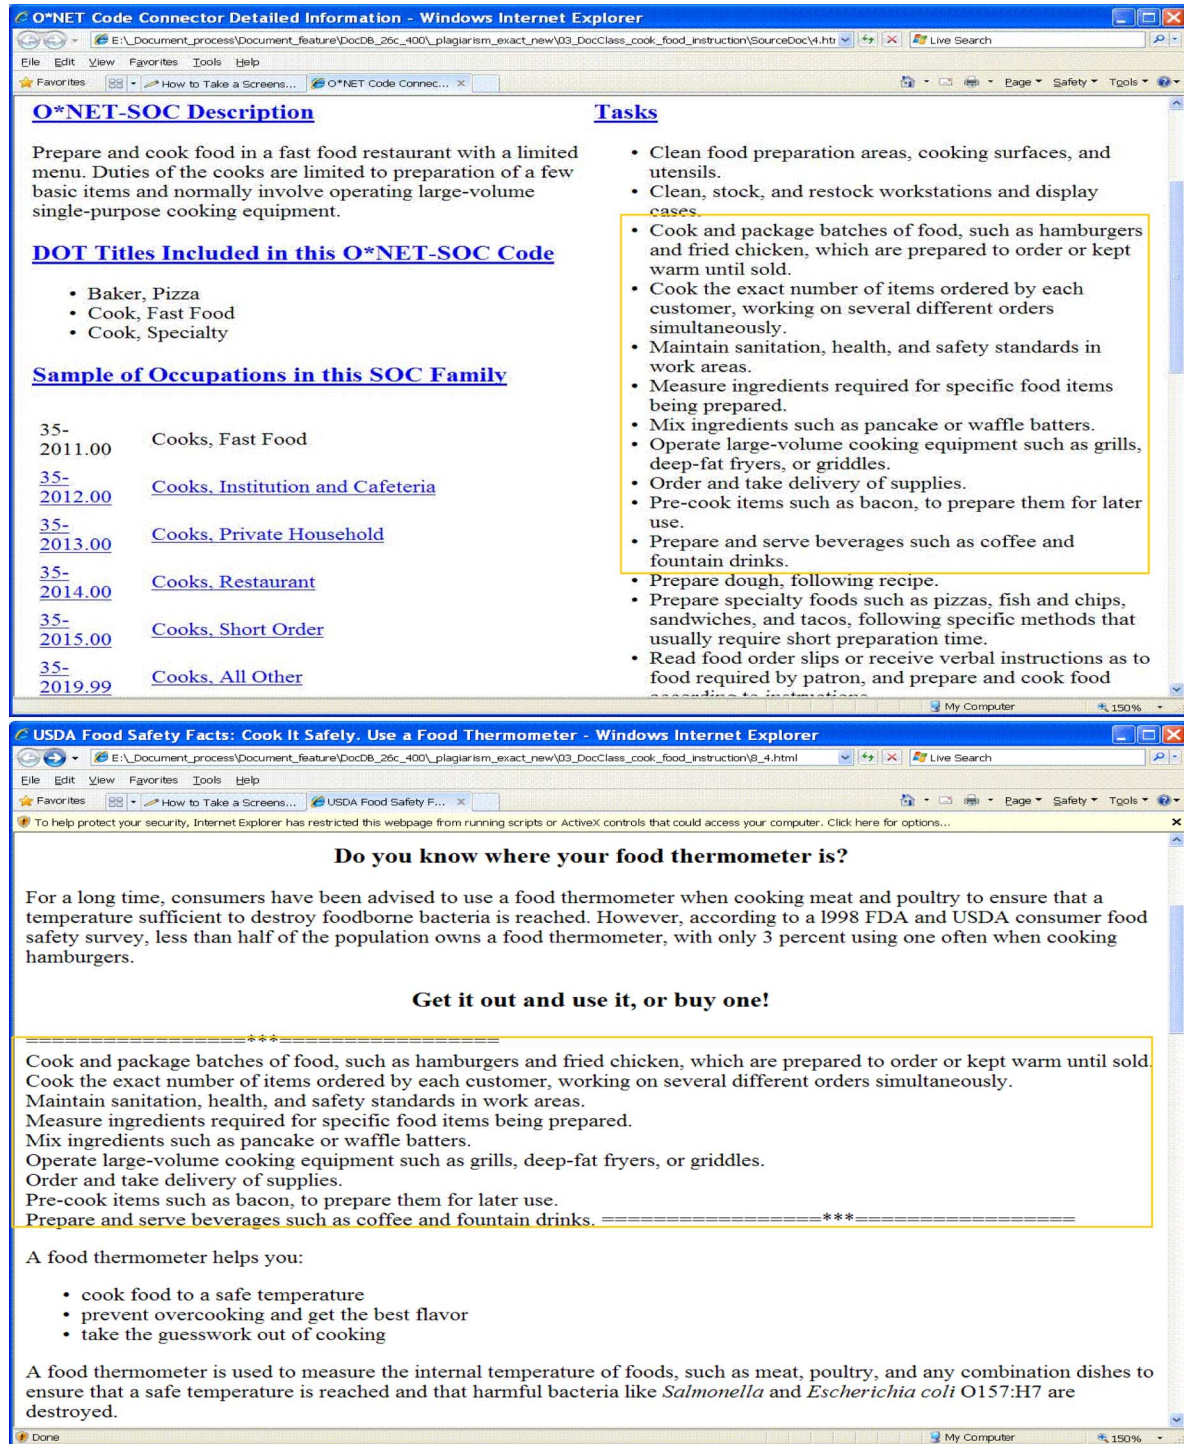 O*NET Code Connector Detailed Information - Windows Internet Explorer
E:\_Document_process\Document_feature\DocDB_26c_400\_plagiarism_exact_new\03_DocClass_cook_food_instruction\SourceDoc\4.htr
Live Search
File Edit View Favorites Tools Help
Favorites
How to Take a Screens...
O*NET Code Connec...
Page Safety Tools
O*NET-SOC Description
Prepare and cook food in a fast food restaurant with a limited
menu. Duties of the cooks are limited to preparation of a few
basic items and normally involve operating large-volume
single-purpose cooking equipment.
DOT Titles Included in this O*NET-SOC Code
• Baker, Pizza
• Cook, Fast Food
• Cook, Specialty
Sample of Occupations in this SOC Family
35-
2011.00
Cooks, Fast Food
35-
2012.00
Cooks, Institution and Cafeteria
35-
2013.00
Cooks, Private Household
35-
2014.00
Cooks, Restaurant
35-
2015.00
Cooks, Short Order
35-
2019.99
Cooks, All Other
Tasks
• Clean food preparation areas, cooking surfaces, and
utensils.
• Clean, stock, and restock workstations and display
cases.
• Cook and package batches of food, such as hamburgers
and fried chicken, which are prepared to order or kept
warm until sold.
• Cook the exact number of items ordered by each
customer, working on several different orders
simultaneously.
• Maintain sanitation, health, and safety standards in
work areas.
• Measure ingredients required for specific food items
being prepared.
• Mix ingredients such as pancake or waffle batters.
• Operate large-volume cooking equipment such as grills,
deep-fat fryers, or griddles.
• Order and take delivery of supplies.
• Pre-cook items such as bacon, to prepare them for later
use.
• Prepare and serve beverages such as coffee and
fountain drinks.
• Prepare dough, following recipe.
• Prepare specialty foods such as pizzas, fish and chips,
sandwiches, and tacos, following specific methods that
usually require short preparation time.
• Read food order slips or receive verbal instructions as to
food required by patron, and prepare and cook food
according to instructions
My Computer
150%
USDA Food Safety Facts: Cook It Safely. Use a Food Thermometer - Windows Internet Explorer
E:\_Document_process\Document_feature\DocDB_26c_400\_plagiarism_exact_new\03_DocClass_cook_food_instruction\8_4.html
Live Search
File Edit View Favorites Tools Help
Favorites
How to Take a Screens...
USDA Food Safety F...
Page Safety Tools
To help protect your security, Internet Explorer has restricted this webpage from running scripts or ActiveX controls that could access your computer. Click here for options...
Do you know where your food thermometer is?
For a long time, consumers have been advised to use a food thermometer when cooking meat and poultry to ensure that a
temperature sufficient to destroy foodborne bacteria is reached. However, according to a l998 FDA and USDA consumer food
safety survey, less than half of the population owns a food thermometer, with only 3 percent using one often when cooking
hamburgers.
Get it out and use it, or buy one!
=================***=================
Cook and package batches of food, such as hamburgers and fried chicken, which are prepared to order or kept warm until sold.
Cook the exact number of items ordered by each customer, working on several different orders simultaneously.
Maintain sanitation, health, and safety standards in work areas.
Measure ingredients required for specific food items being prepared.
Mix ingredients such as pancake or waffle batters.
Operate large-volume cooking equipment such as grills, deep-fat fryers, or griddles.
Order and take delivery of supplies.
Pre-cook items such as bacon, to prepare them for later use.
Prepare and serve beverages such as coffee and fountain drinks. =================***=================
A food thermometer helps you:
• cook food to a safe temperature
• prevent overcooking and get the best flavor
• take the guesswork out of cooking
A food thermometer is used to measure the internal temperature of foods, such as meat, poultry, and any combination dishes to
ensure that a safe temperature is reached and that harmful bacteria like Salmonella and Escherichia coli O157:H7 are
destroyed.
Done
My Computer
150%